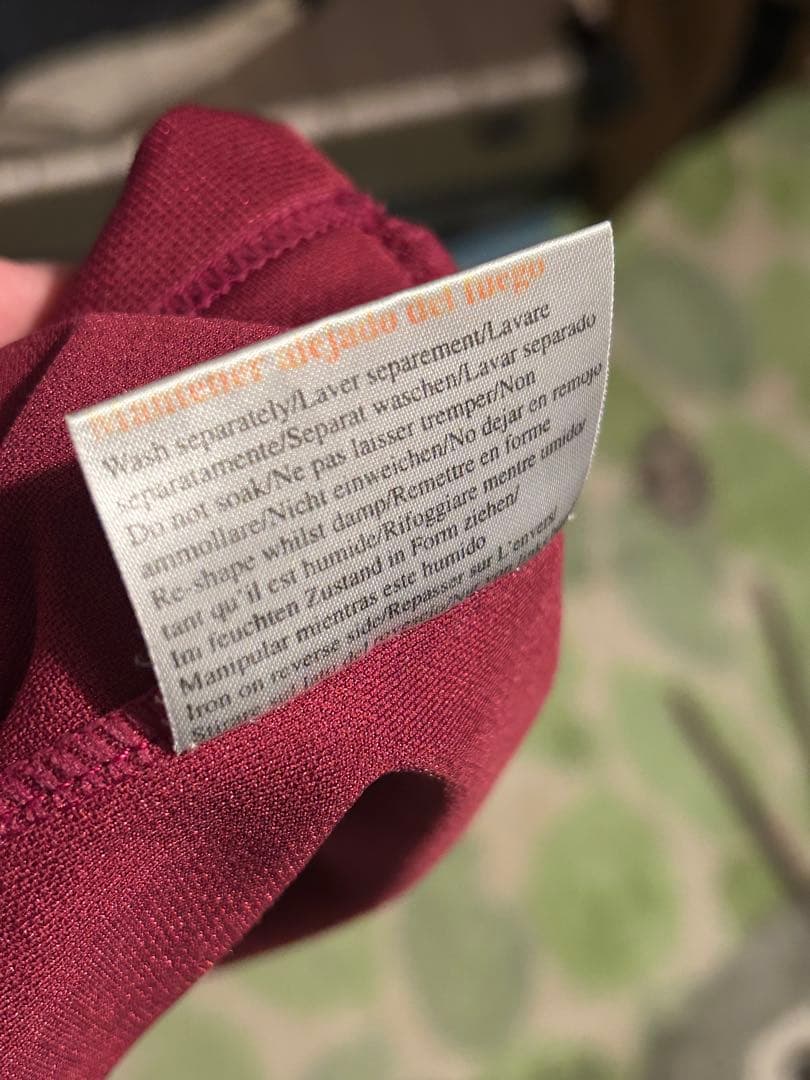 Mantener alejado del fuego
Wash separately/Laver separement/Lavare
separatamente/Separat waschen/Lavar separado
Do not soak/Ne pas laisser tremper/Non
ammollare/Nicht einweichen/No dejar en remojo
Re-shape whilst damp/Remettre en forme
tant qu'il est humide/Rifoggiare mentre umidor
Im feuchten Zustand in Form ziehen/
Manipular mientras este humido
Iron on reverse side/Repasser sur L'envers/